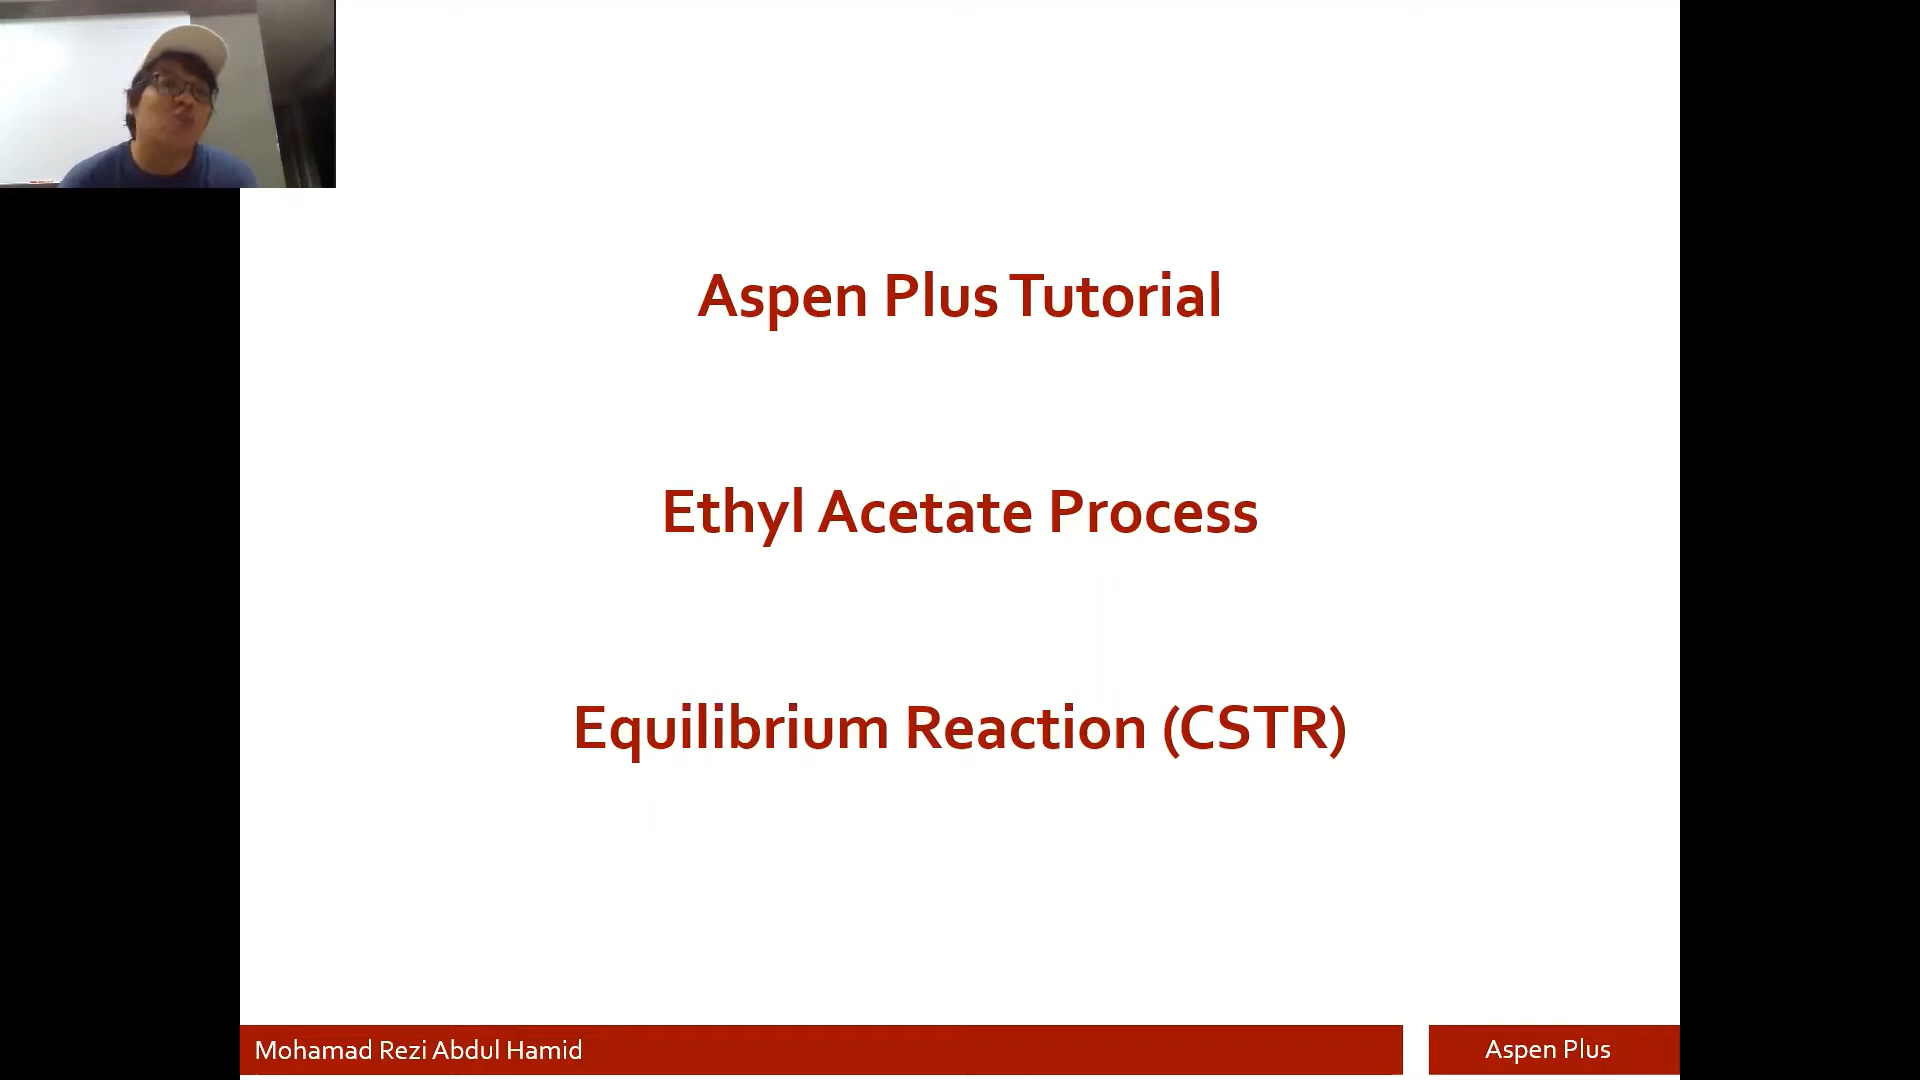 Aspen Plus Tutorial
Ethyl Acetate Process
Equilibrium Reaction (CSTR)
Mohamad Rezi Abdul Hamid
Aspen Plus